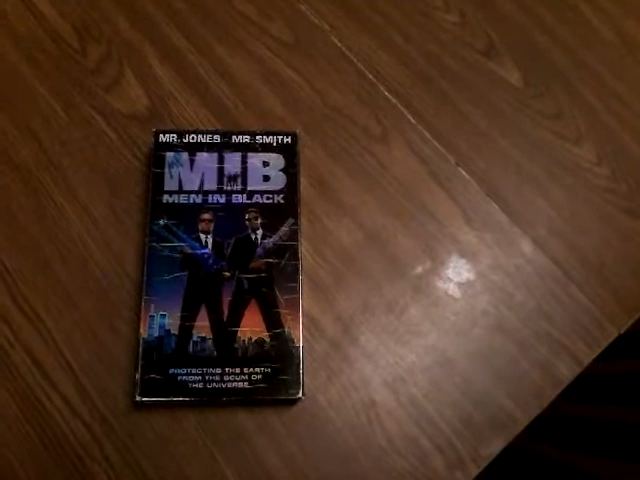 MR. JONES MR. SMITH
MIB
MEN IN BLACK
PROTECTING THE EARTH
FROM THE SCUM OF
THE UNIVERSE